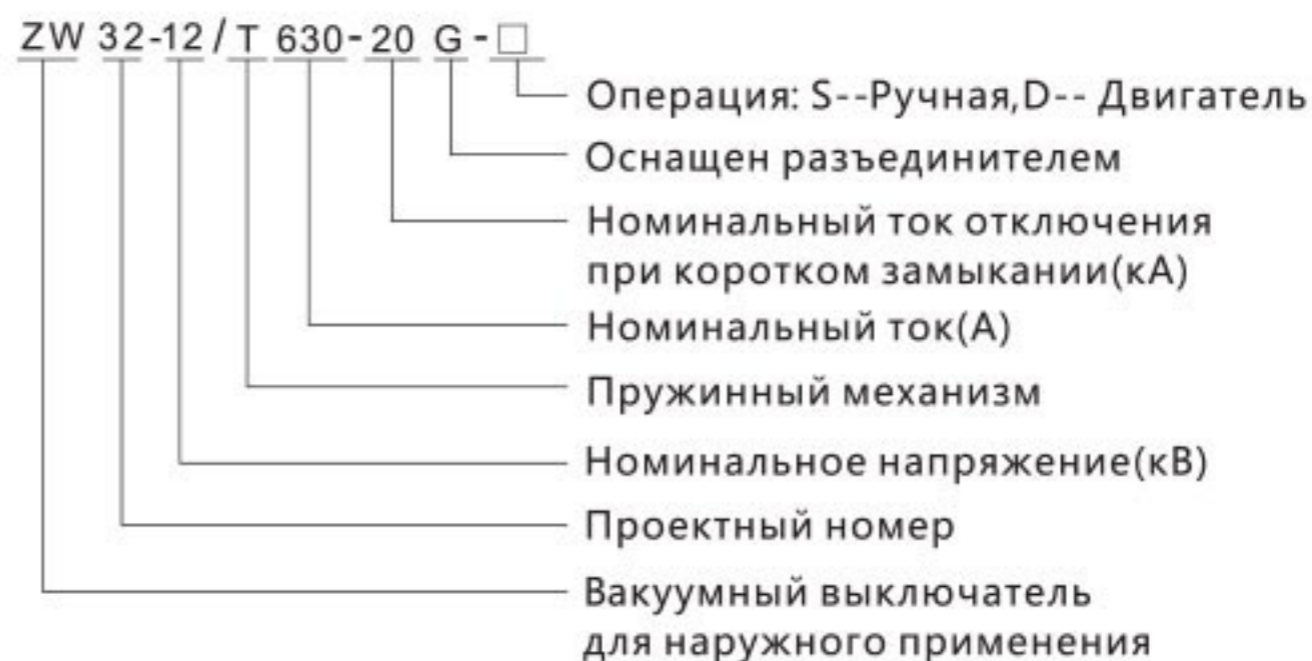 ZW 32-12/T 630-20 G-□
Операция: S--Ручная,D-- Двигатель
Оснащен разъединителем
Номинальный ток отключения
при коротком замыкании(кА)
Номинальный ток(А)
Пружинный механизм
Номинальное напряжение(кВ)
Проектный номер
Вакуумный выключатель
для наружного применения